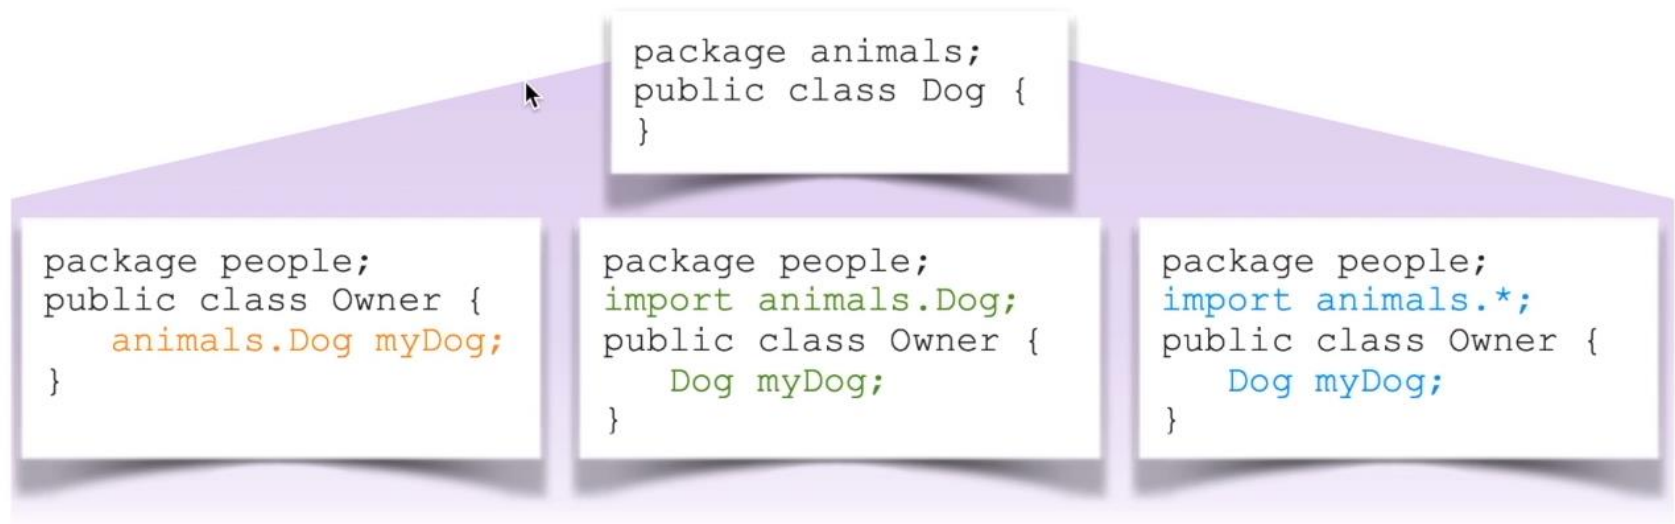 package animals;
public class Dog {
}
package people;
public class Owner {
animals.Dog myDog;
}
package people;
import animals.Dog;
public class Owner {
Dog myDog;
}
package people;
import animals.*;
public class Owner {
Dog myDog;
}